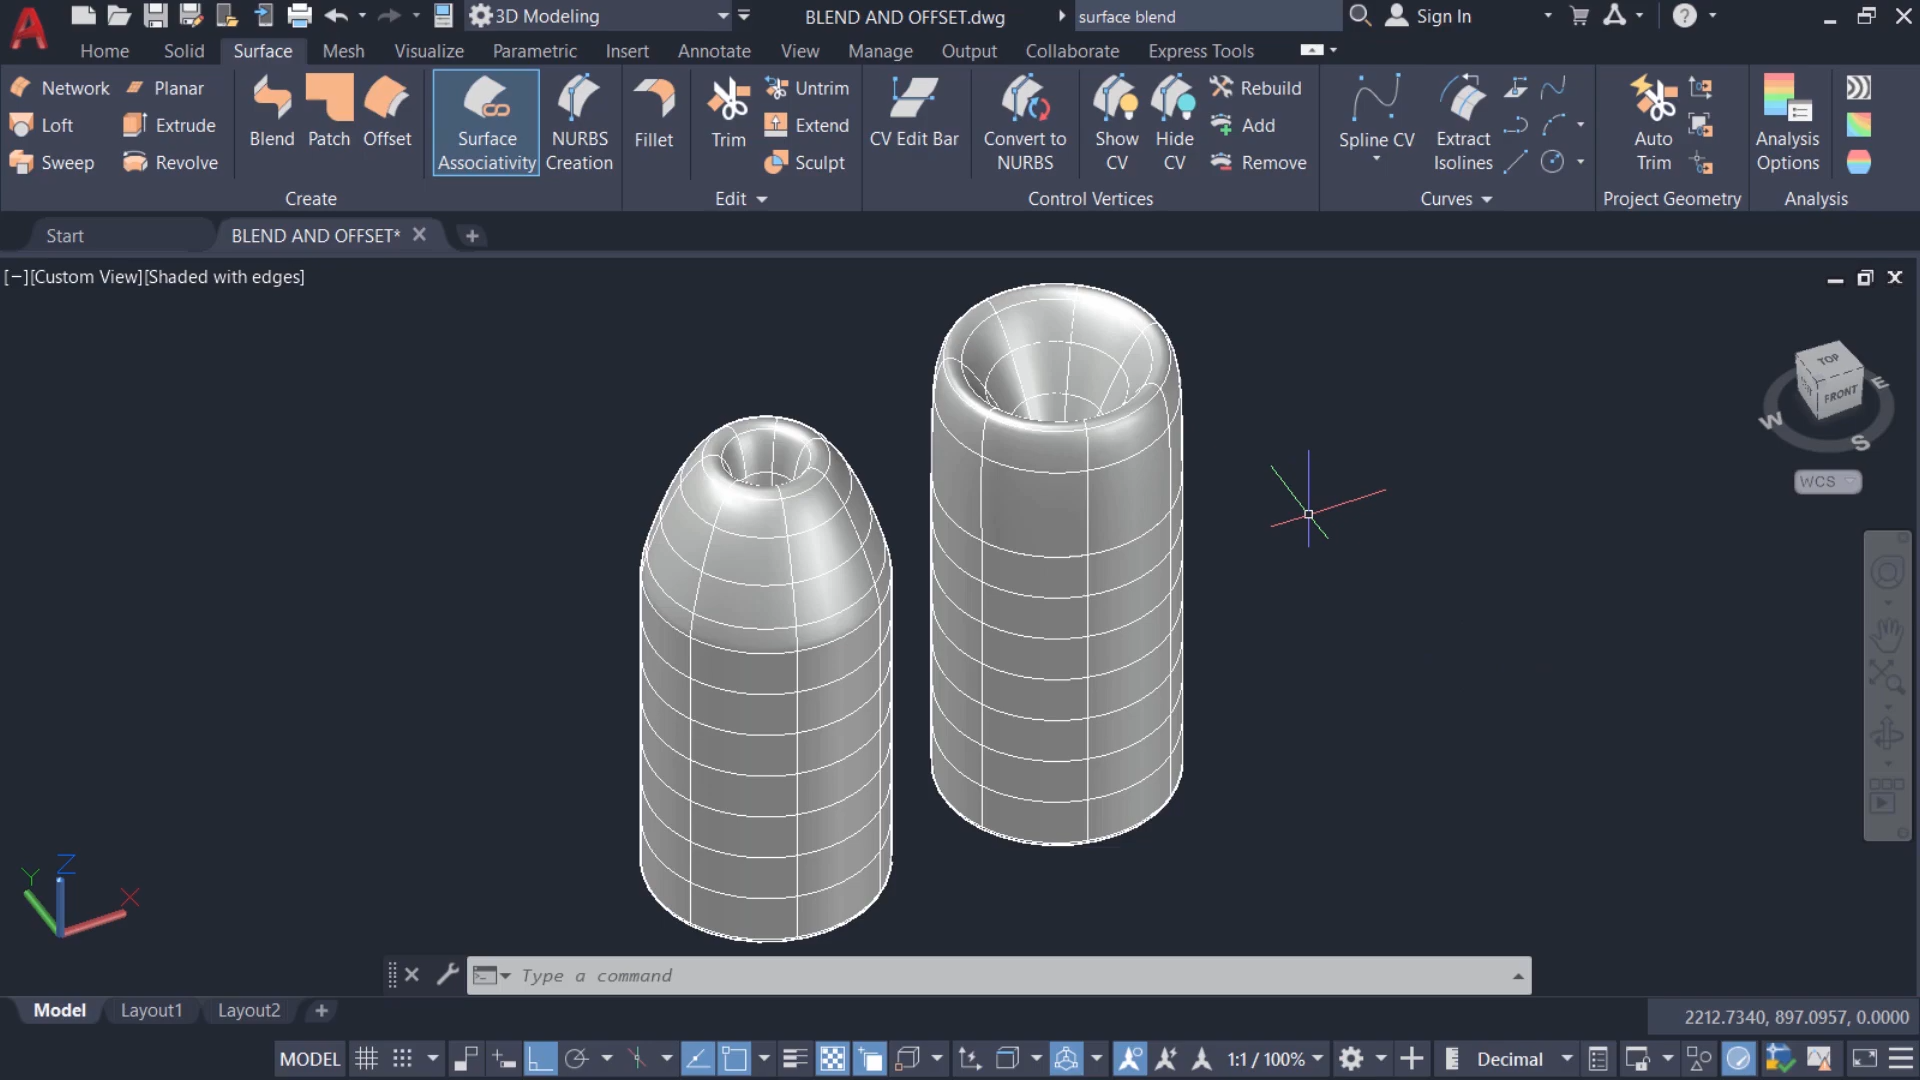 3D Modeling
BLEND AND OFFSET.dwg
surface blend
Sign In
Home
Solid
Surface
Mesh
Visualize
Parametric
Insert
Annotate
View
Manage
Output
Collaborate
Express Tools
Network
Planar
Loft
Extrude
Sweep
Revolve
Blend
Patch
Offset
Surface
Associativity
NURBS
Creation
Fillet
Trim
Untrim
Extend
Sculpt
CV Edit Bar
Convert to
NURBS
Show
CV
Hide
CV
Rebuild
Add
Remove
Spline CV
Extract
Isolines
Auto
Trim
Analysis
Options
Create
Edit
Control Vertices
Curves
Project Geometry
Analysis
Start
BLEND AND OFFSET*
[−][Custom View][Shaded with edges]
TOP
FRONT
W
E
S
WCS
Z
Y
X
Type a command
Model
Layout1
Layout2
2212.7340, 897.0957, 0.0000
MODEL
1:1 / 100%
Decimal